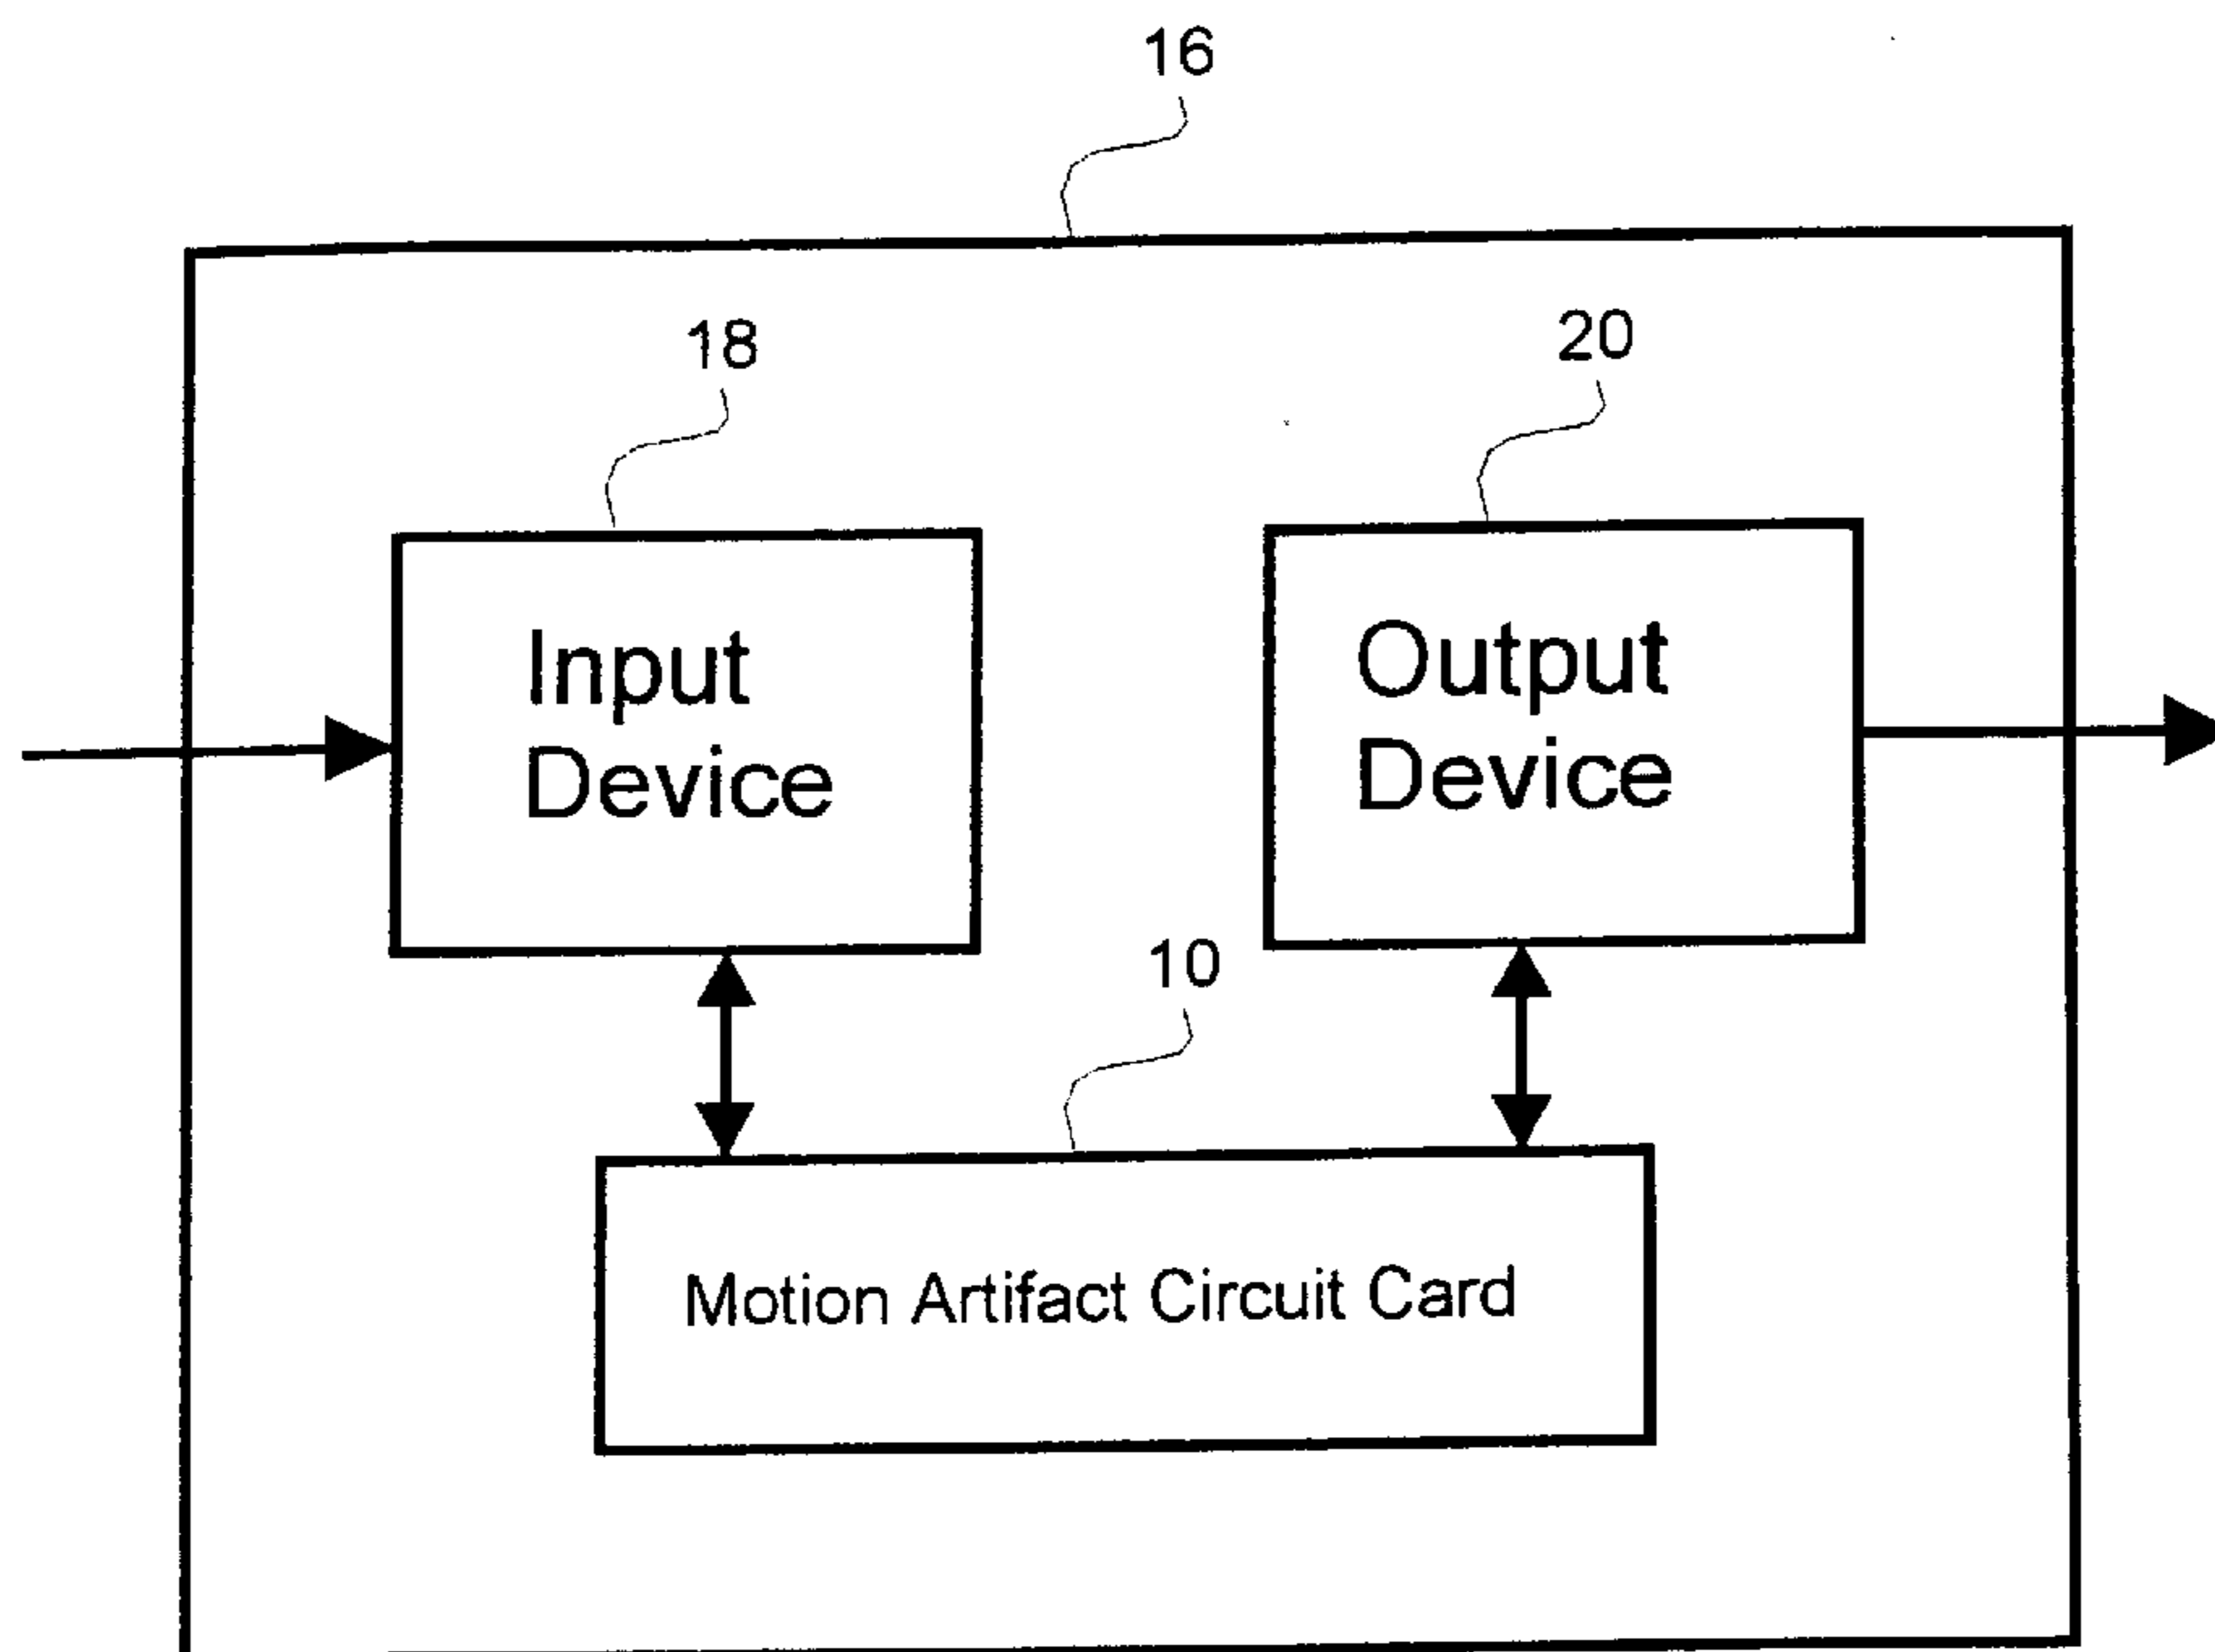 16
18
20
Input
Device
Output
Device
10
Motion Artifact Circuit Card